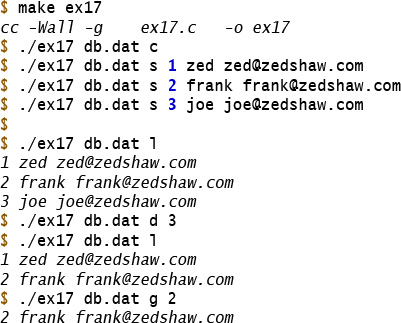 $ make ex17
cc -Wall -g    ex17.c   -o ex17
$ ./ex17 db.dat c
$ ./ex17 db.dat s 1 zed zed@zedshaw.com
$ ./ex17 db.dat s 2 frank frank@zedshaw.com
$ ./ex17 db.dat s 3 joe joe@zedshaw.com
$
$ ./ex17 db.dat l
1 zed zed@zedshaw.com
2 frank frank@zedshaw.com
3 joe joe@zedshaw.com
$ ./ex17 db.dat d 3
$ ./ex17 db.dat l
1 zed zed@zedshaw.com
2 frank frank@zedshaw.com
$ ./ex17 db.dat g 2
2 frank frank@zedshaw.com